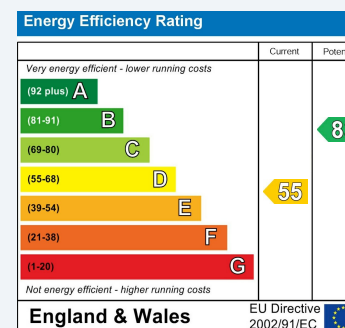 Energy Efficiency Rating
Current
Very energy efficient - lower running costs
(92 plus) A
(81-91) B
(69-80) C
(55-68) D
55
(39-54) E
(21-38) F
(1-20) G
Not energy efficient - higher running costs
England & Wales
EU Directive
2002/91/EC